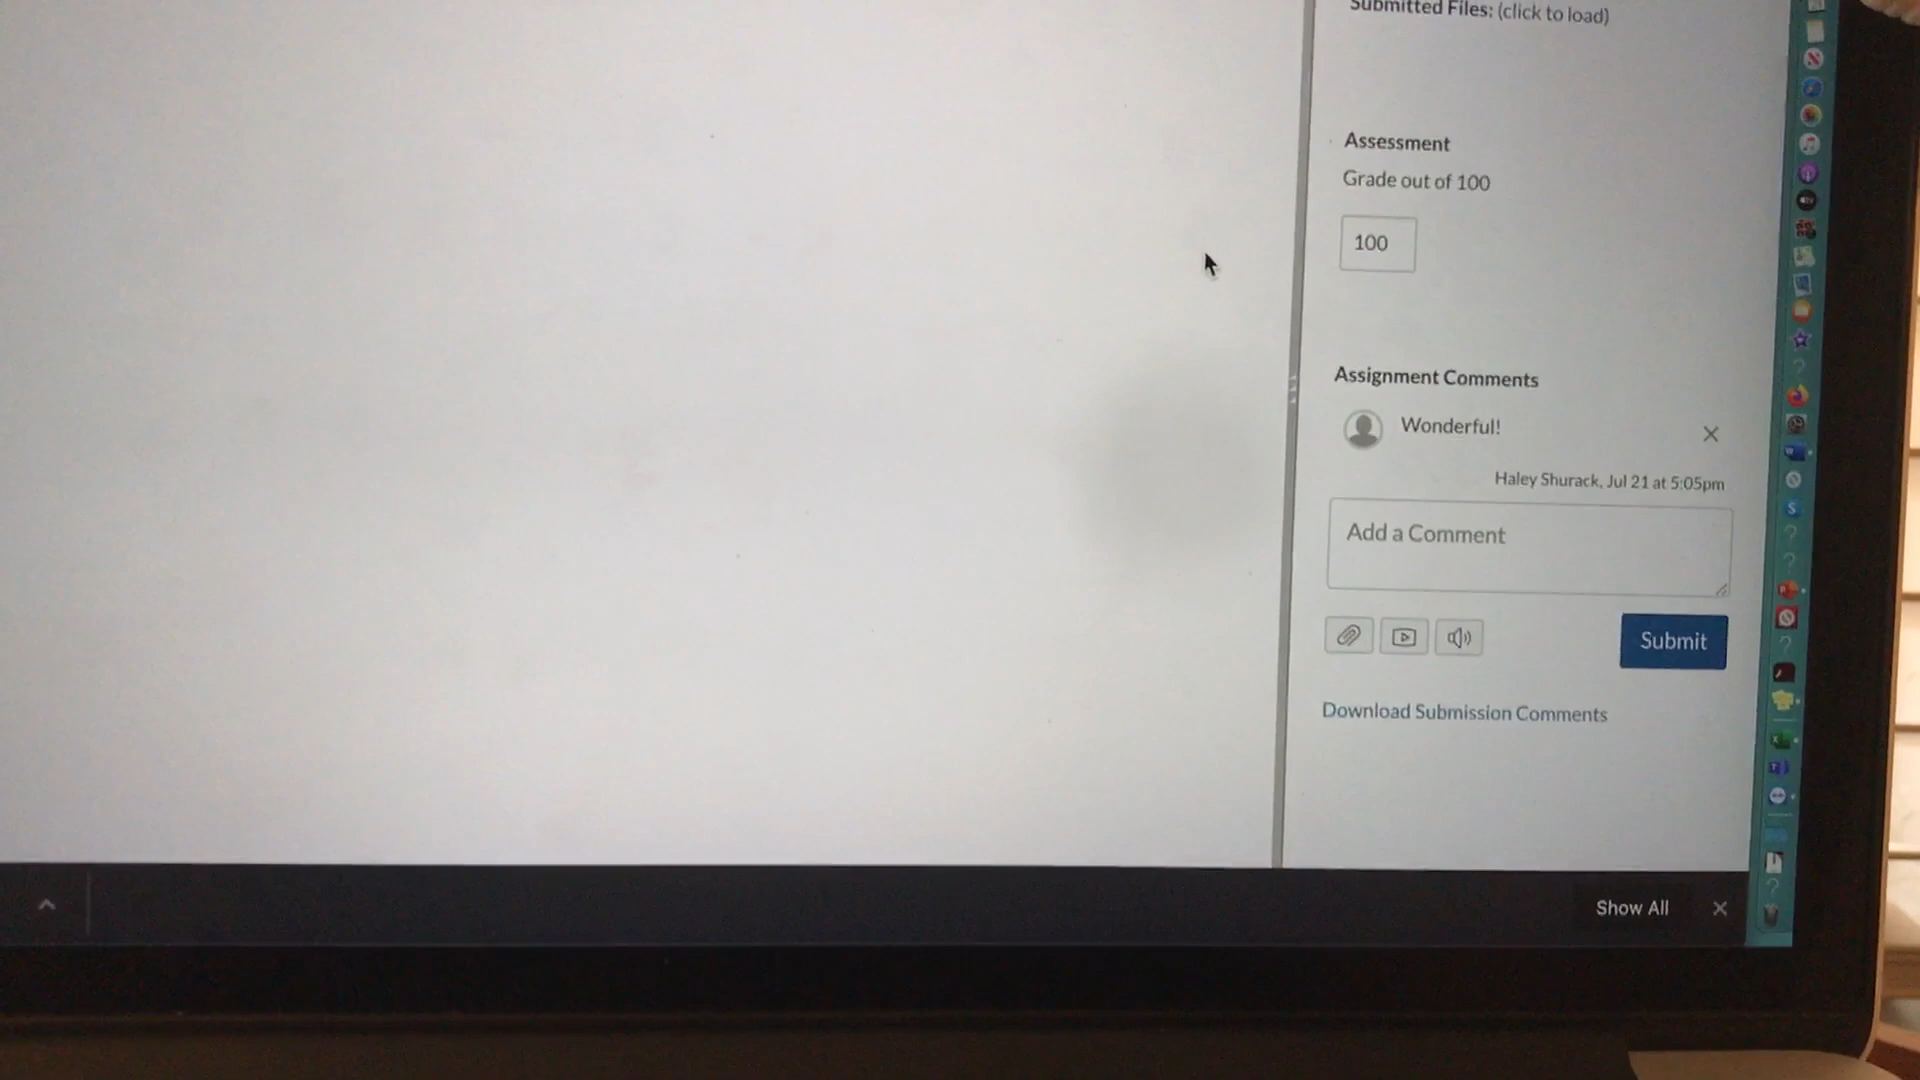 Submitted Files: (click to load)
Assessment
Grade out of 100
100
Assignment Comments
Wonderful!
Haley Shurack, Jul 21 at 5:05pm
Add a Comment
Submit
Download Submission Comments
Show All